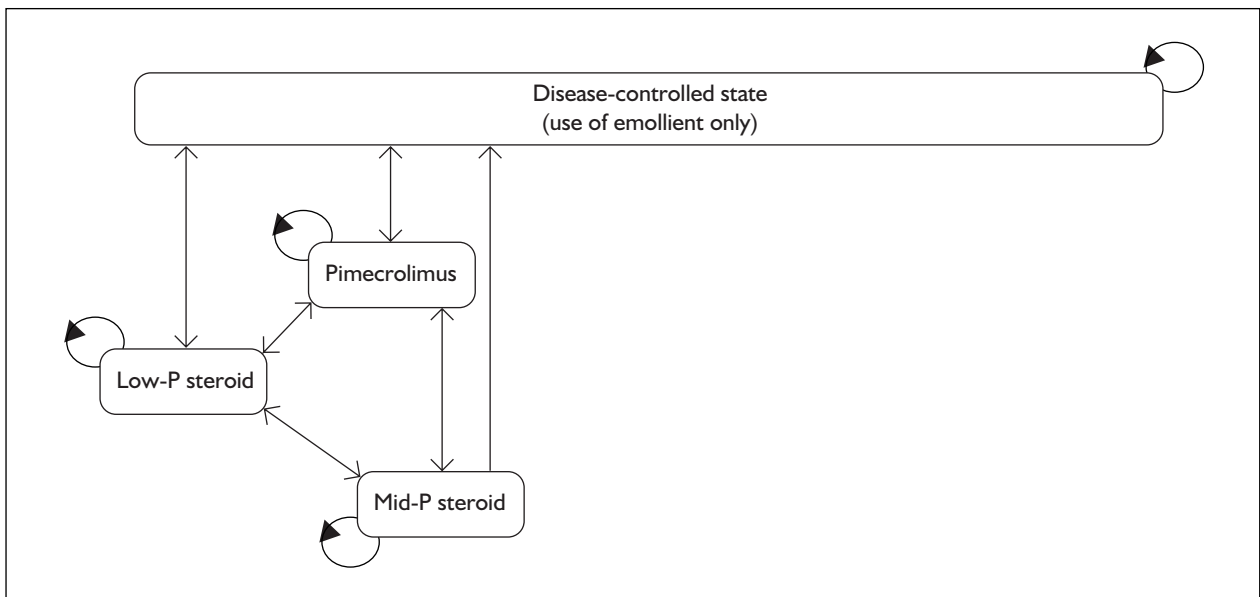 Disease-controlled state
(use of emollient only)
Pimecrolimus
Low-P steroid
Mid-P steroid